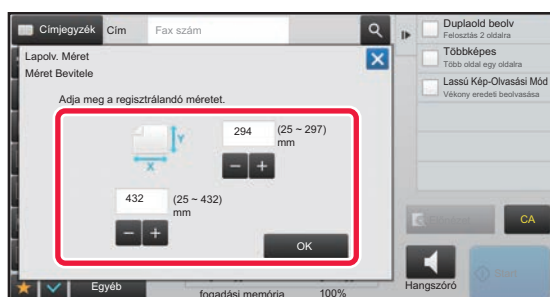 Címjegyzék
Cím
Fax szám
Lapolv. Méret
Méret Bevitele
Adja meg a regisztrálandó méretet.
Y
X
294
(25 ~ 297)
mm
432
(25 ~ 432)
mm
OK
Egyéb
fogadási memória
100%
Duplaold beolv
Felosztás 2 oldalra
Többképes
Több oldal egy oldalra
Lassú Kép-Olvasási Mód
Vékony eredeti beolvasása
CA
Hangszóró
Start